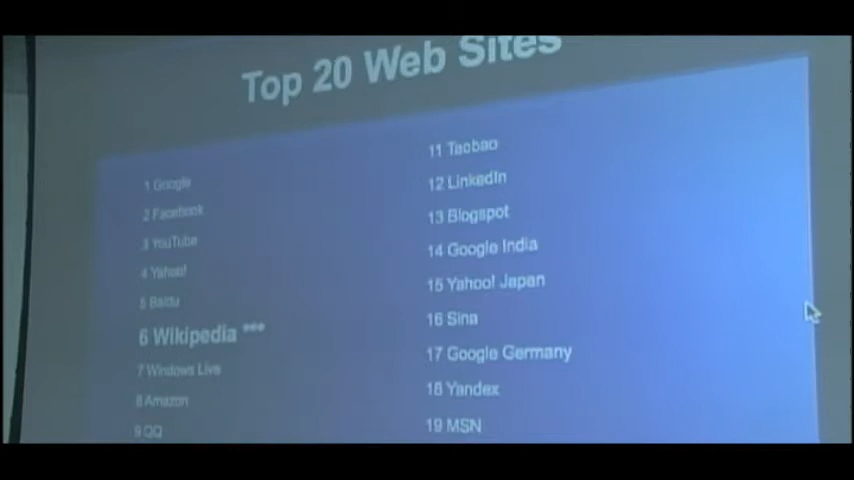 Top 20 Web Sites
1 Google
2 Facebook
3 YouTube
4 Yahoo!
5 Baidu
6 Wikipedia ***
7 Windows Live
8 Amazon
9 QQ
11 Taobao
12 LinkedIn
13 Blogspot
14 Google India
15 Yahoo! Japan
16 Sina
17 Google Germany
18 Yandex
19 MSN